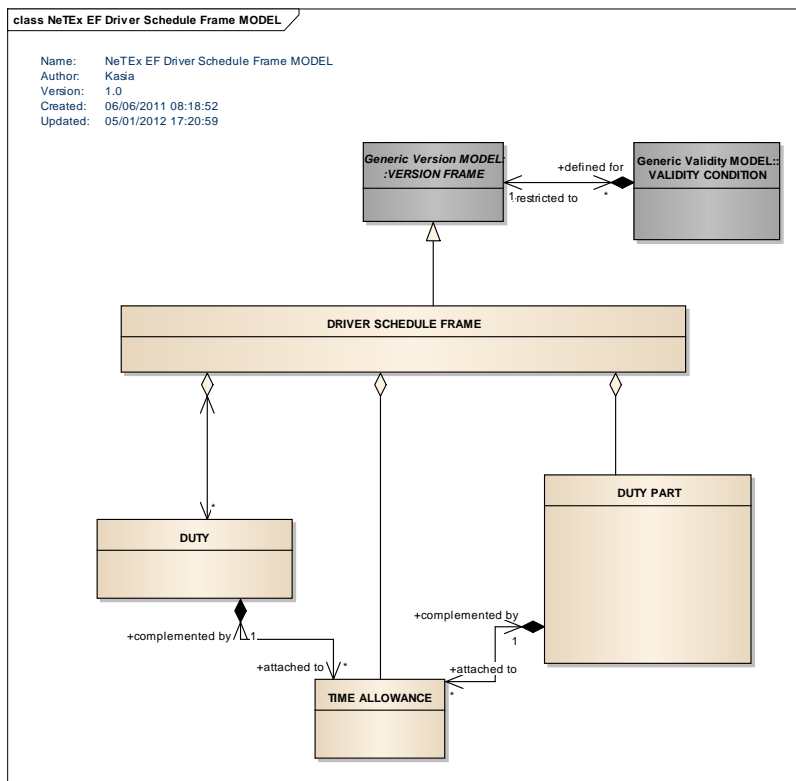 class NeTEx EF Driver Schedule Frame MODEL
Name: NeTEx EF Driver Schedule Frame MODEL
Author: Kasia
Version: 1.0
Created: 06/06/2011 08:18:52
Updated: 05/01/2012 17:20:59
Generic Version MODEL:
:VERSION FRAME
+defined for
1
+restricted to
*
Generic Validity MODEL::
VALIDITY CONDITION
DRIVER SCHEDULE FRAME
*
DUTY
DUTY PART
+complemented by
1
+attached to
*
+complemented by
1
+attached to
*
TIME ALLOWANCE